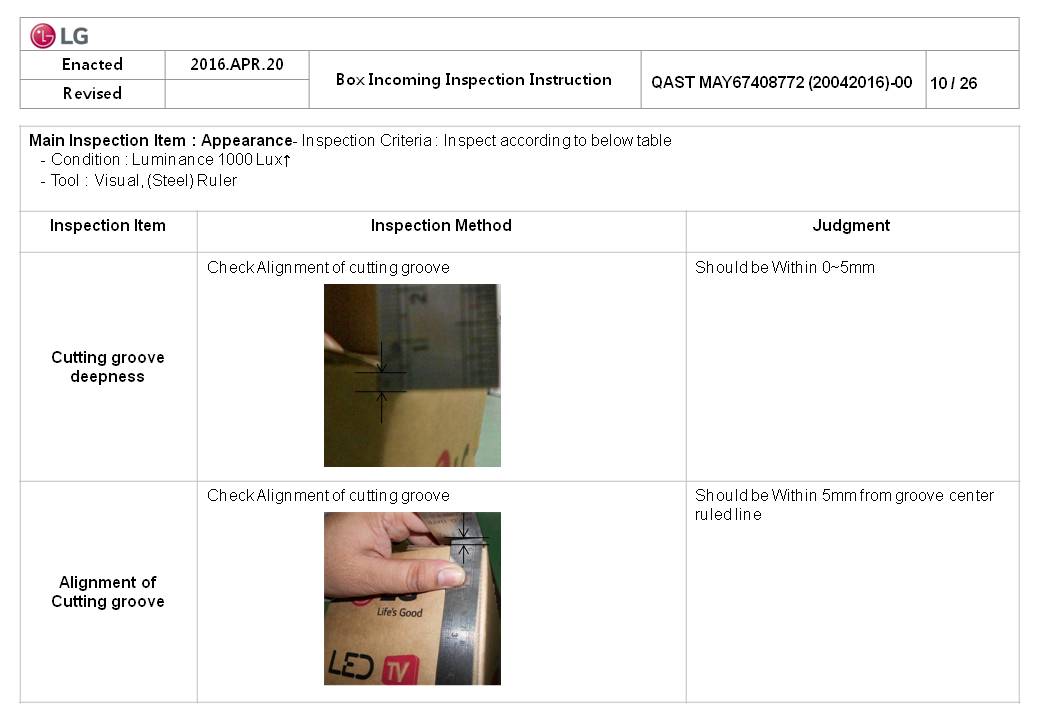 LG
Enacted
2016.APR.20
Box Incoming Inspection Instruction
QAST MAY67408772 (20042016)-00
10 / 26
Revised
Main Inspection Item : Appearance- Inspection Criteria : Inspect according to below table
- Condition : Luminance 1000 Lux↑
- Tool : Visual, (Steel) Ruler
Inspection Item
Inspection Method
Judgment
Cutting groove
deepness
Check Alignment of cutting groove
Should be Within 0~5mm
Alignment of
Cutting groove
Check Alignment of cutting groove
LG
Life's Good
LED TV
Should be Within 5mm from groove center
ruled line